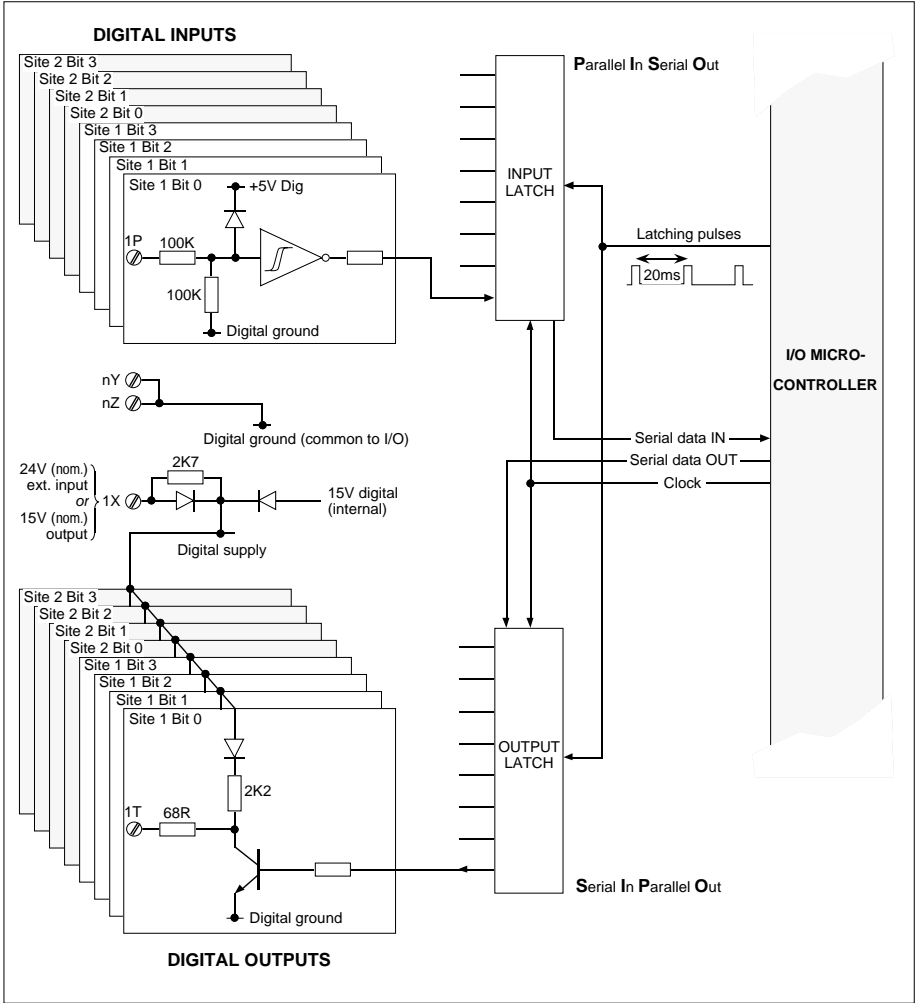 DIGITAL INPUTS
Site 2 Bit 3
Site 2 Bit 2
Site 2 Bit 1
Site 2 Bit 0
Site 1 Bit 3
Site 1 Bit 2
Site 1 Bit 1
Site 1 Bit 0
+5V Dig
1P
100K
100K
Digital ground
Parallel In Serial Out
INPUT
LATCH
Latching pulses
20ms
I/O MICRO-
CONTROLLER
nY
nZ
Digital ground (common to I/O)
Serial data IN
Serial data OUT
Clock
24V (nom.)
ext. input
or
15V (nom.)
output
1X
2K7
15V digital
(internal)
Digital supply
Site 2 Bit 3
Site 2 Bit 2
Site 2 Bit 1
Site 2 Bit 0
Site 1 Bit 3
Site 1 Bit 2
Site 1 Bit 1
Site 1 Bit 0
2K2
1T
68R
Digital ground
OUTPUT
LATCH
Serial In Parallel Out
DIGITAL OUTPUTS